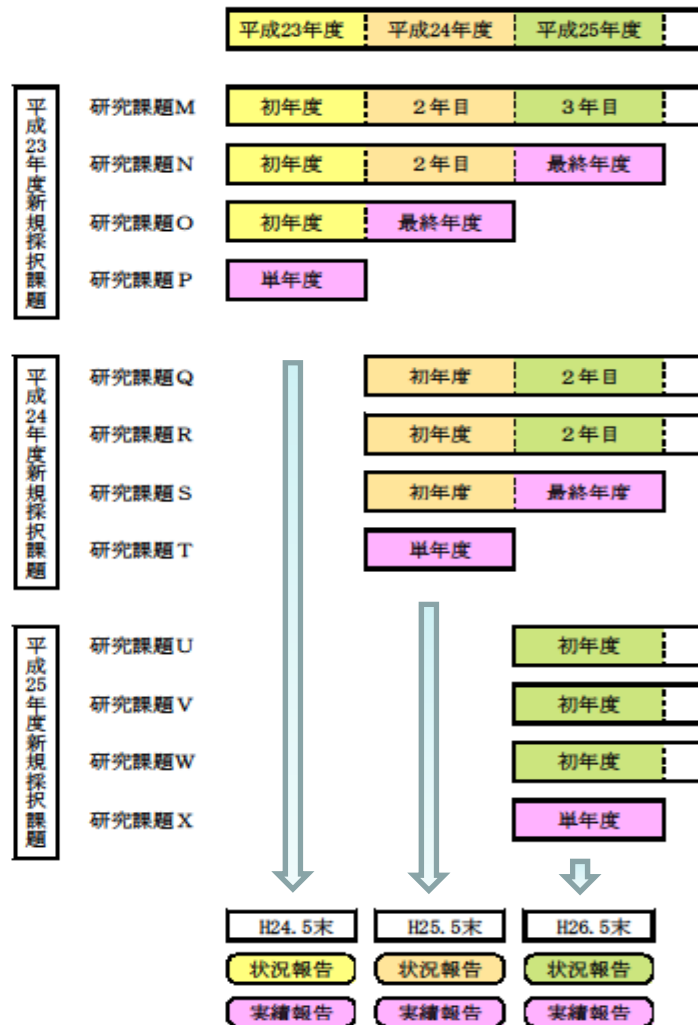 平成23年度 平成24年度 平成25年度
平成23年度新規採択課題
研究課題M 初年度 2年目 3年目
研究課題N 初年度 2年目 最終年度
研究課題O 初年度 最終年度
研究課題P 単年度
平成24年度新規採択課題
研究課題Q 初年度 2年目
研究課題R 初年度 2年目
研究課題S 初年度 最終年度
研究課題T 単年度
平成25年度新規採択課題
研究課題U 初年度
研究課題V 初年度
研究課題W 初年度
研究課題X 単年度
H24.5末 H25.5末 H26.5末
状況報告 状況報告 状況報告
実績報告 実績報告 実績報告